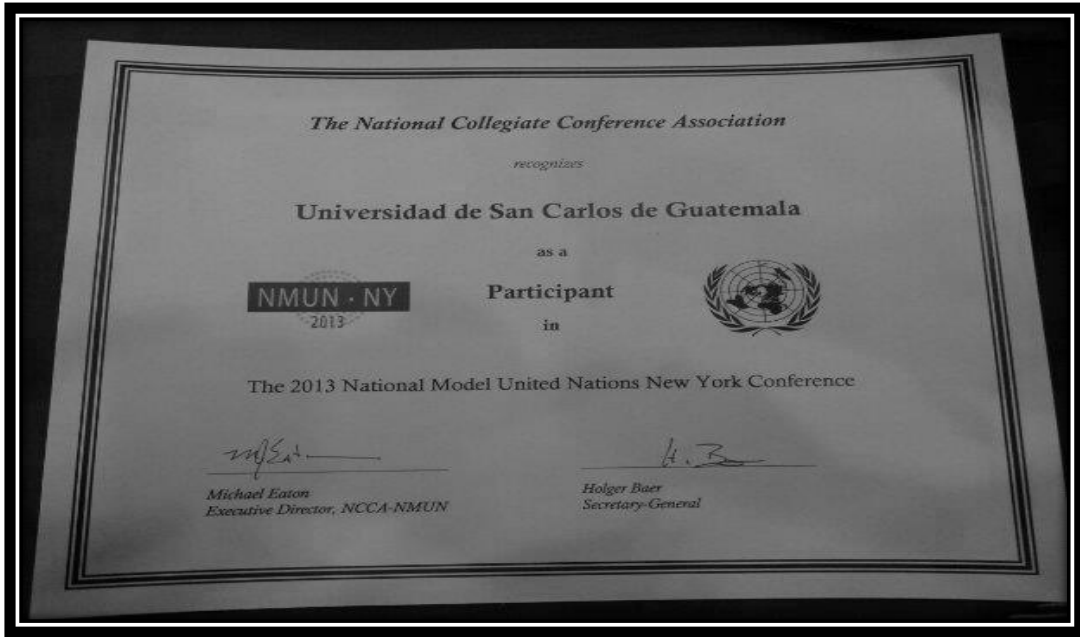 The National Collegiate Conference Association
recognizes
Universidad de San Carlos de Guatemala
as a
NMUN · NY
2013
Participant
in
The 2013 National Model United Nations New York Conference
Michael Eaton
Executive Director, NCCA-NMUN
Holger Baer
Secretary-General